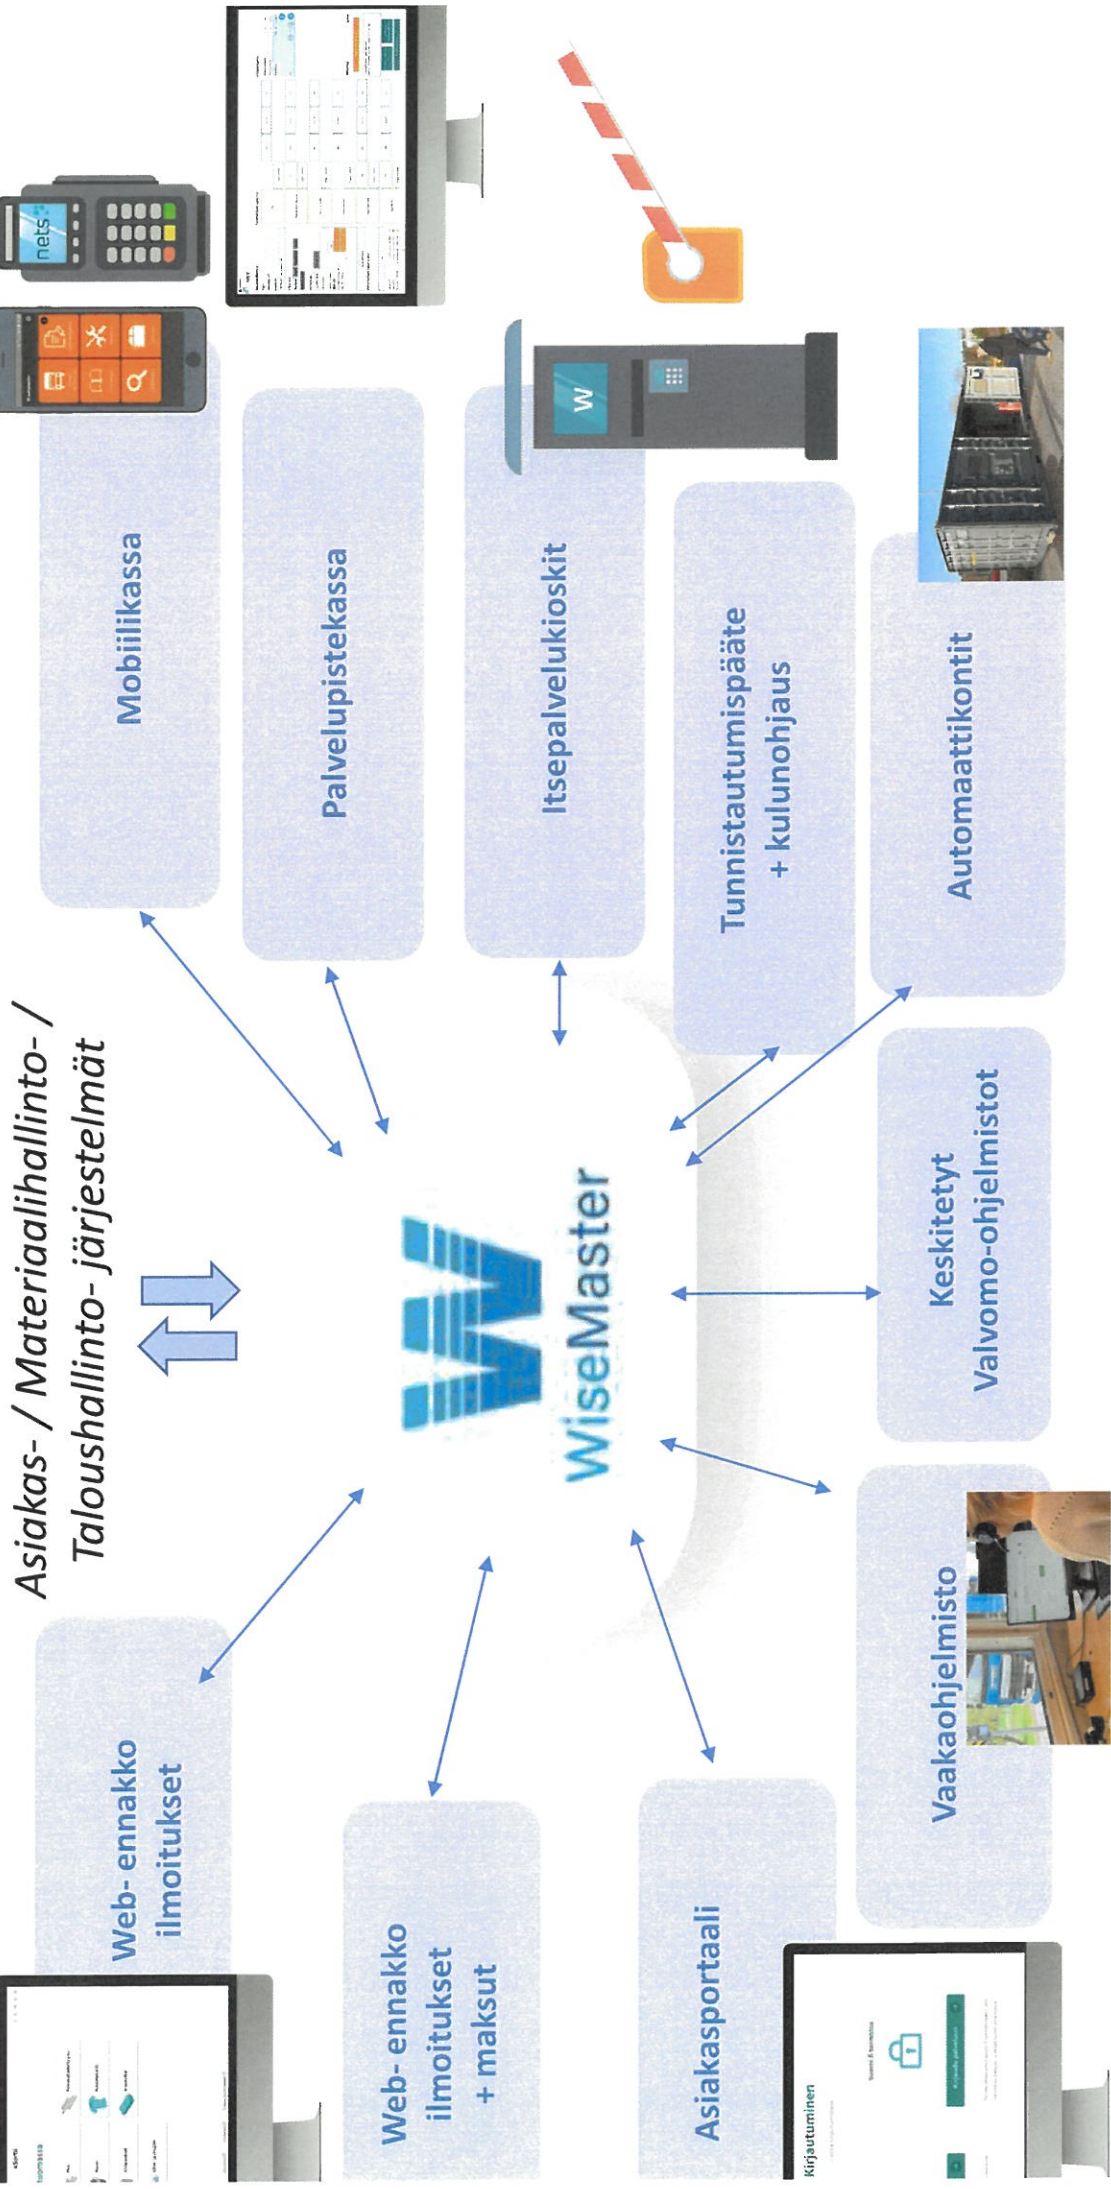 Asiakas- / Materiaalihallinto- /
Taloushallinto- järjestelmät
Web- ennakko
ilmoitukset
Web- ennakko
ilmoitukset
+ maksut
Asiakasportaali
Kirjautuminen
Vaakaohjelmisto
Keskitetyt
Valvomo-ohjelmistot
W
WiseMaster
Mobiilikassa
nets
Palvelupistekassa
Itsepalvelukioskit
W
Tunnistautumispääte
+ kulunohjaus
Automaattikontit